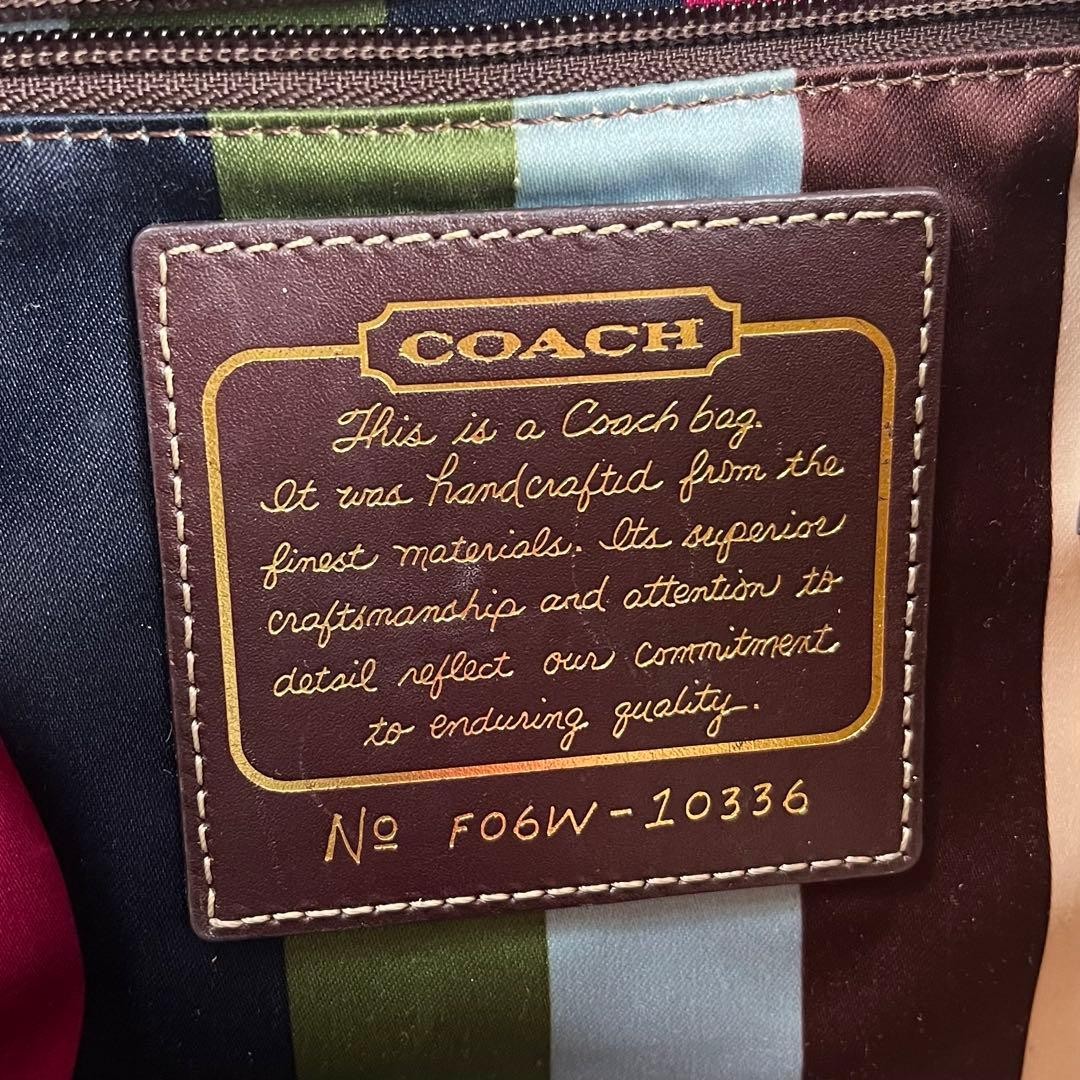 COACH
This is a Coach bag.
It was handcrafted from the
finest materials. Its superior
craftsmanship and attention to
detail reflect our commitment
to enduring quality.
No F06W-10336